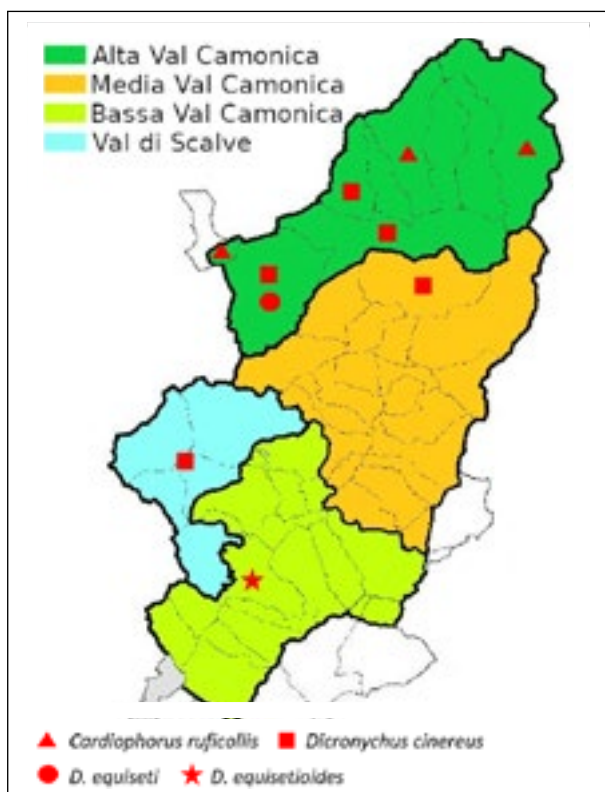 Alta Val Camonica
Media Val Camonica
Bassa Val Camonica
Val di Scalve
Cardiophorus ruficollis Dicronychus cinereus
D. equiseti D. equisetioides